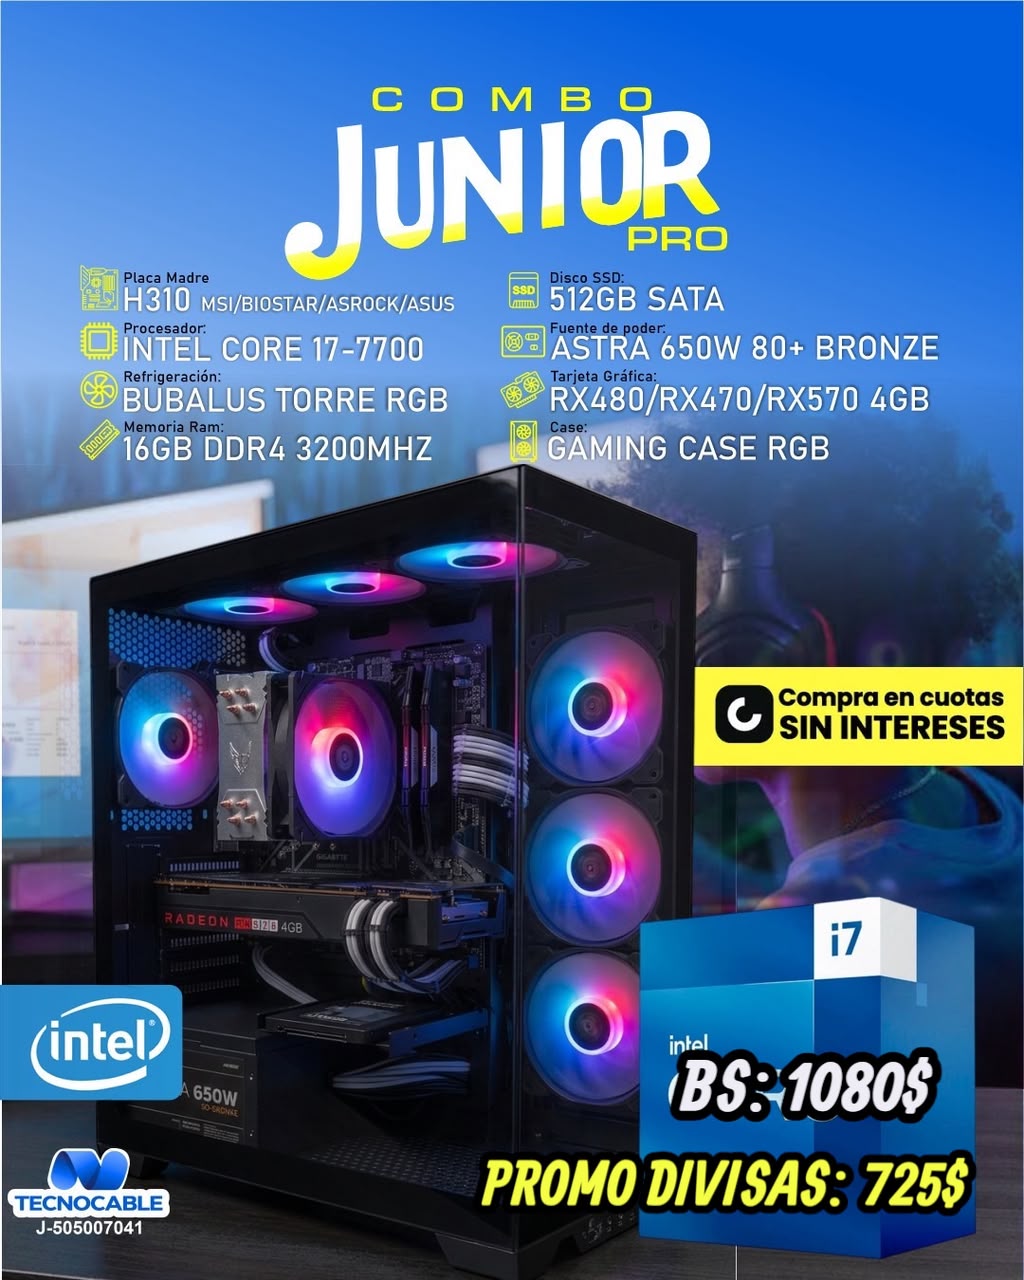 COMBO
JUNIOR
PRO
Placa Madre
H310 MSI/BIOSTAR/ASROCK/ASUS
Procesador:
INTEL CORE I7-7700
Refrigeración:
BUBALUS TORRE RGB
Memoria Ram:
16GB DDR4 3200MHZ
SSD
Disco SSD:
512GB SATA
Fuente de poder:
ASTRA 650W 80+ BRONZE
Tarjeta Gráfica:
RX480/RX470/RX570 4GB
Case:
GAMING CASE RGB
Compra en cuotas
SIN INTERESES
GIGABYTE
RADEON
4GB
i7
intel
intel®
650W
BS: 1080$
PROMO DIVISAS: 725$
TECNOCABLE
J-505007041